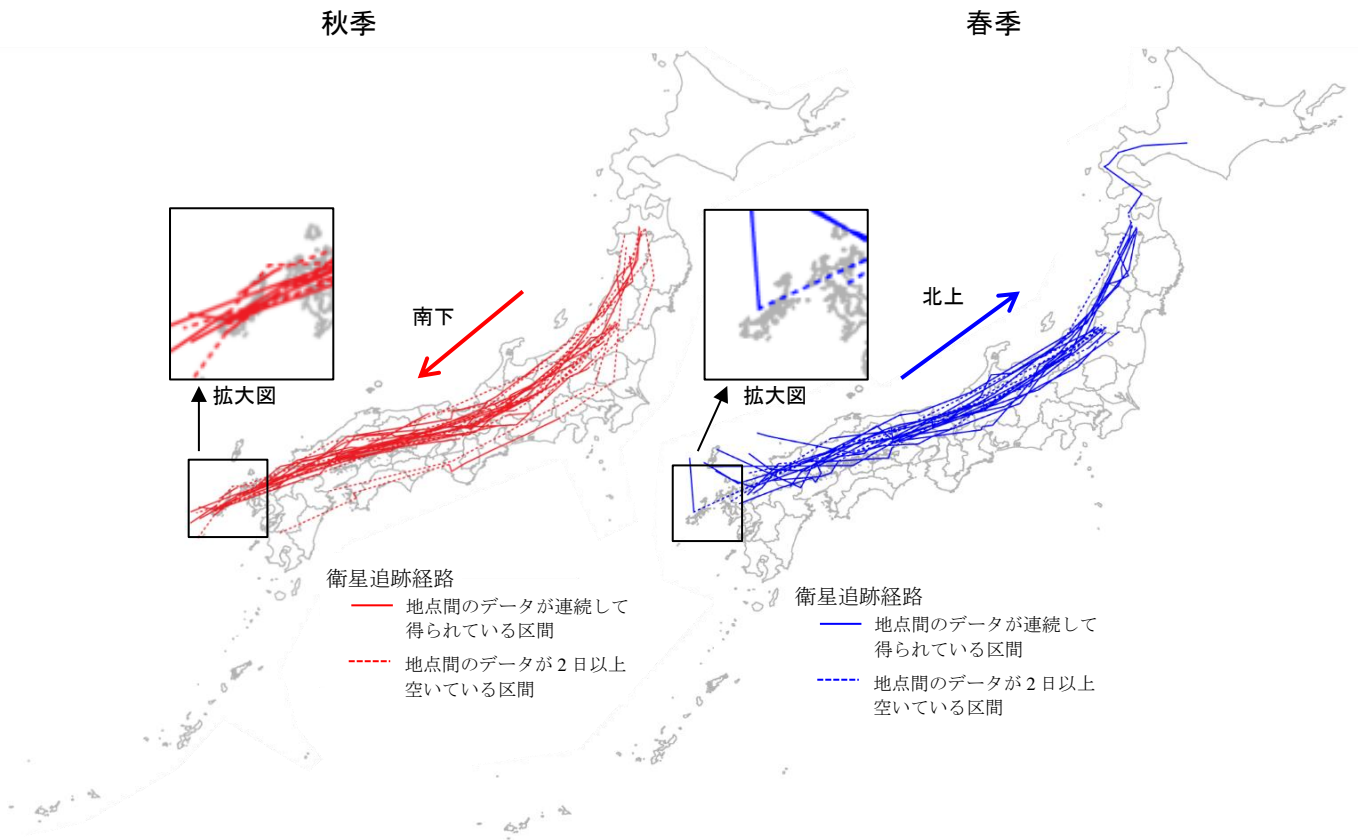 秋季
春季
南下
北上
拡大図
拡大図
衛星追跡経路
地点間のデータが連続して
得られている区間
地点間のデータが 2 日以上
空いている区間
衛星追跡経路
地点間のデータが連続して
得られている区間
地点間のデータが 2 日以上
空いている区間